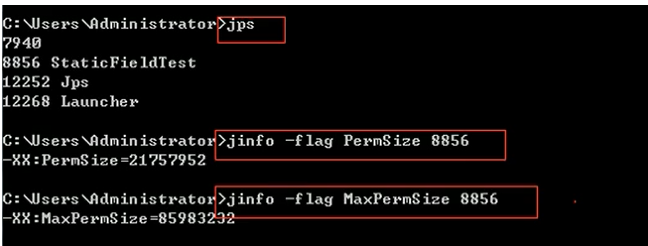 C:\Users\Administrator>jps
7940
8856 StaticFieldTest
12252 Jps
12268 Launcher
C:\Users\Administrator>jinfo -flag PermSize 8856
-XX:PermSize=21757952
C:\Users\Administrator>jinfo -flag MaxPermSize 8856
-XX:MaxPermSize=85983232